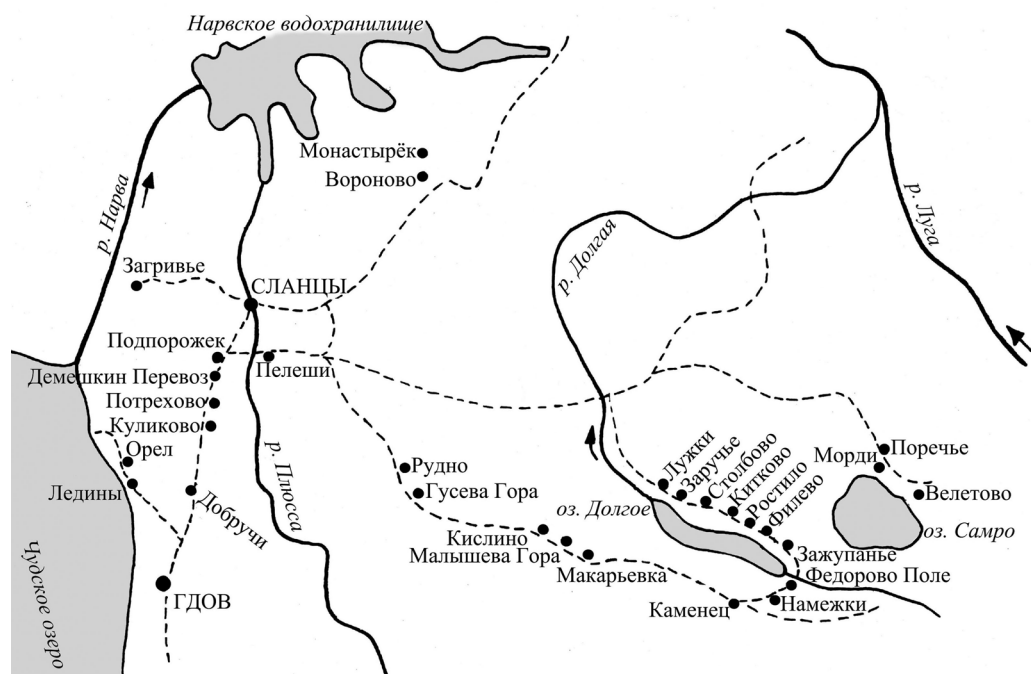 Нарвское водохранилище
Монастырёк
Вороново
р. Нарва
р. Луга
р. Долгая
Загривье
СЛАНЦЫ
Подпорожек
Пелеши
Демешкин Перевоз
Потрехово
Куликово
Орел
р. Плюсса
Рудно
Лужки
Заручье
Столбово
Китково
Ростило
Филево
Поречье
Морди
Ледины
Добручи
Гусева Гора
Велетово
оз. Долгое
оз. Самро
Кислино
Малышева Гора
Зажупанье
Макарьевка
Федорово Поле
Чудское озеро
ГДОВ
Каменец
Намежки